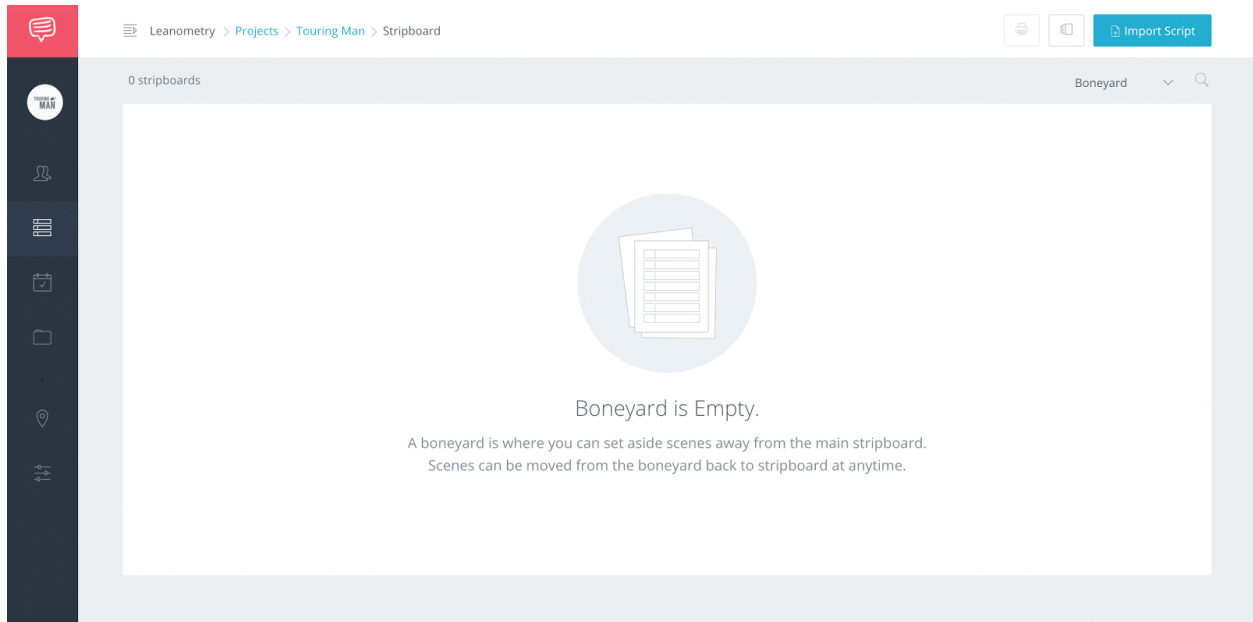 Leanometry > Projects > Touring Man > Stripboard
Import Script
0 stripboards
Boneyard
TOURING
MAN
Boneyard is Empty.
A boneyard is where you can set aside scenes away from the main stripboard.
Scenes can be moved from the boneyard back to stripboard at anytime.